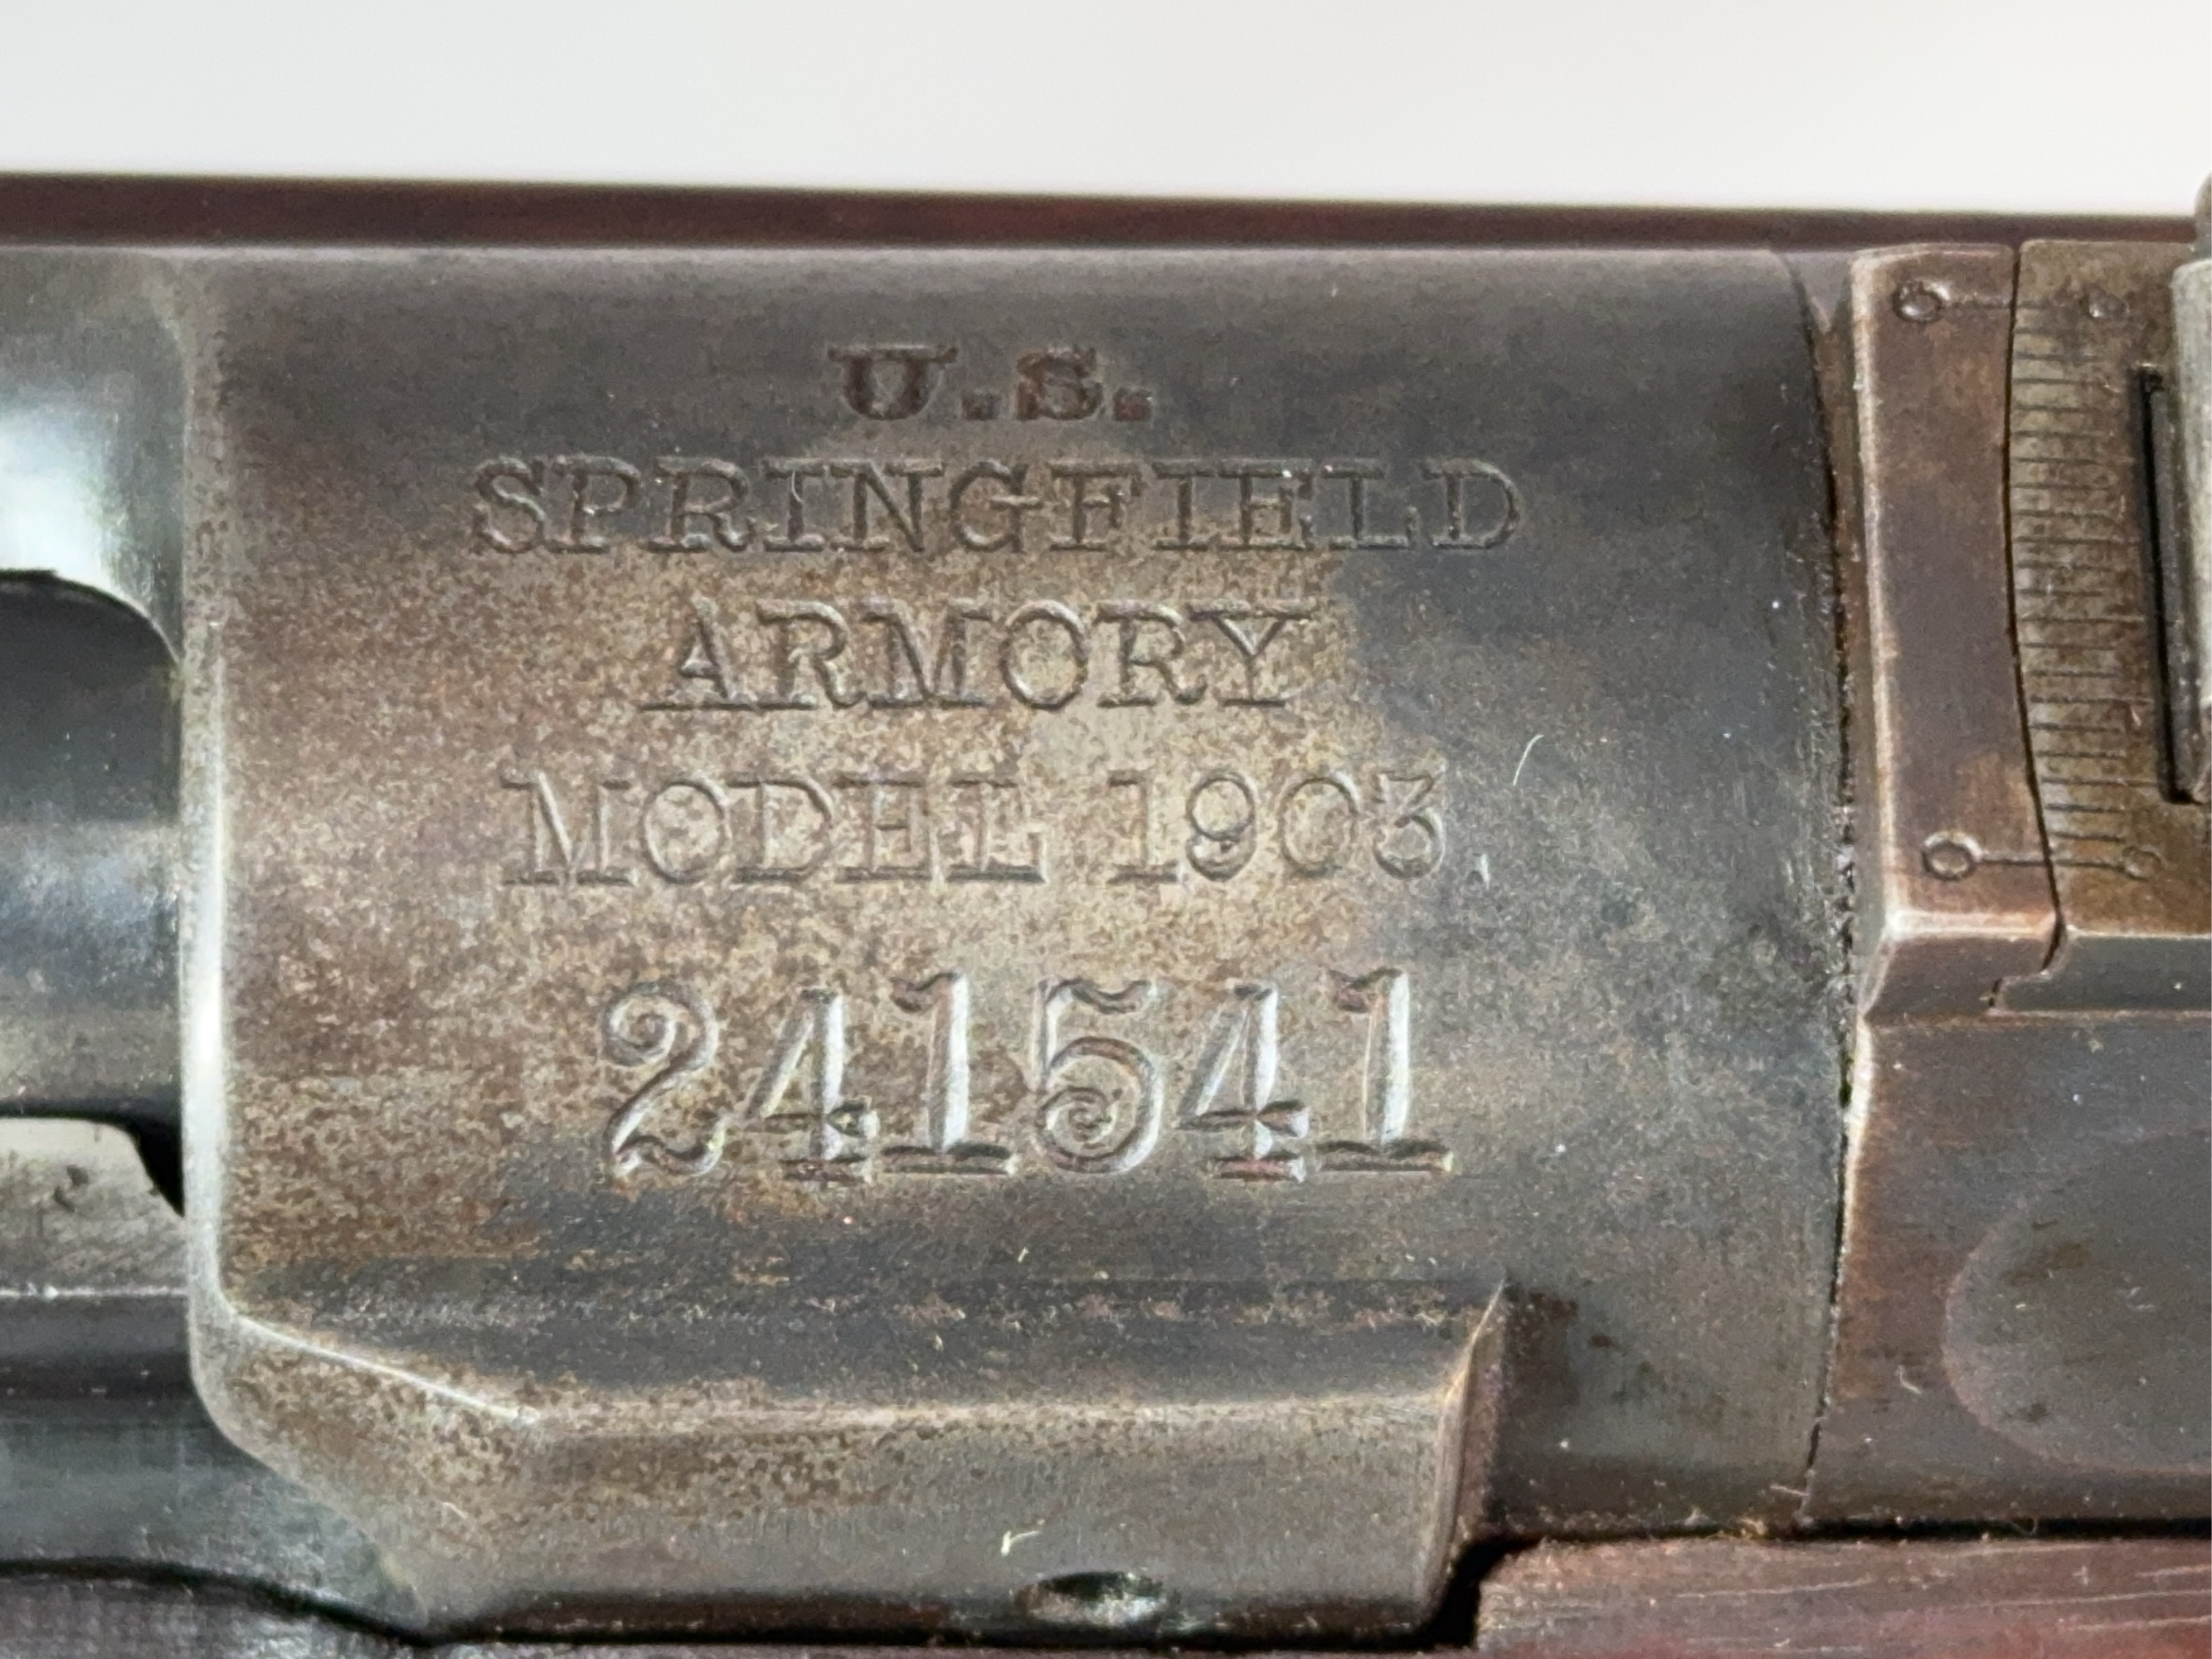 U.S.
SPRINGFIELD
ARMORY
MODEL 1903.
241541